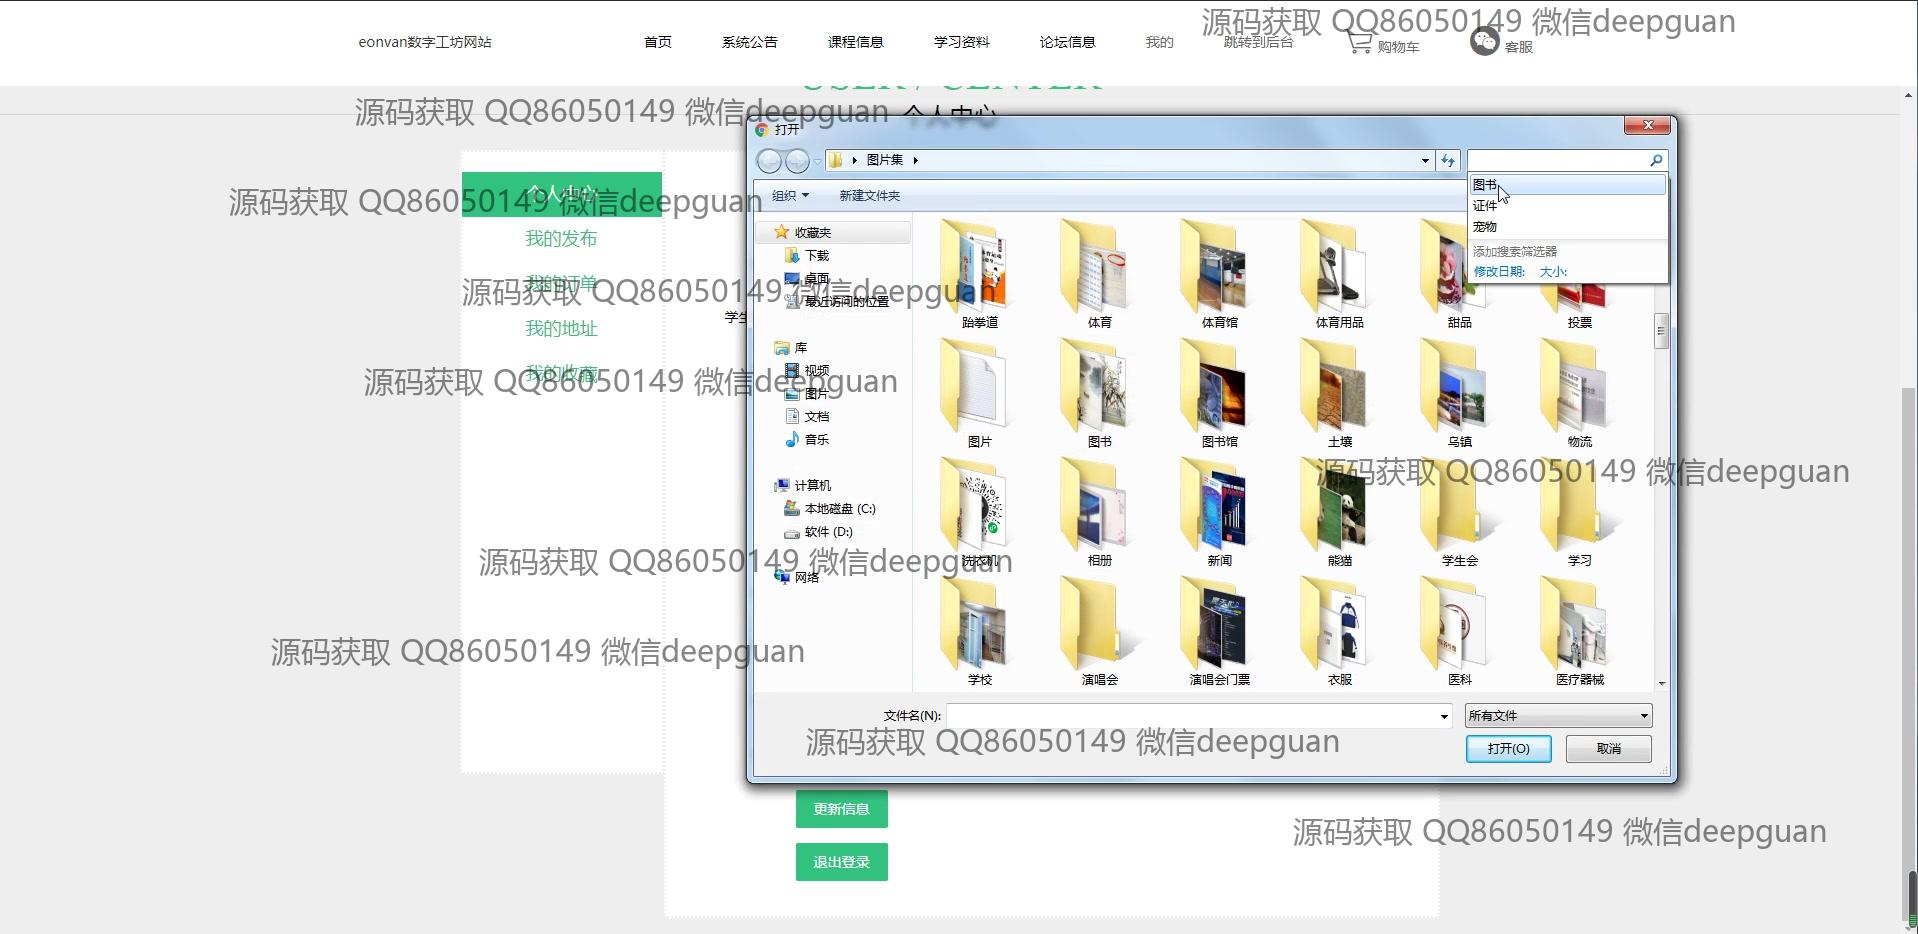 eonvan数字工坊网站 首页 系统公告 课程信息 学习资料 论坛信息 我的 跳转到后台 购物车 客服
源码获取 QQ86050149 微信deepguan
USER / CENTER
个人中心
源码获取 QQ86050149 微信deepguan
个人中心
我的发布
我的订单
我的地址
我的收藏
源码获取 QQ86050149 微信deepguan
源码获取 QQ86050149 微信deepguan
源码获取 QQ86050149 微信deepguan
学生
打开
图片集
组织 新建文件夹
图书
证件
宠物
添加搜索筛选器
修改日期: 大小:
收藏夹
下载
桌面
最近访问的位置
库
视频
图片
文档
音乐
计算机
本地磁盘 (C:)
软件 (D:)
网络
跆拳道 体育 体育馆 体育用品 甜品 投票
图片 图书 图书馆 土壤 乌镇 物流
源码获取 QQ86050149 微信deepguan
洗衣机 相册 新闻 熊猫 学生会 学习
源码获取 QQ86050149 微信deepguan
学校 演唱会 演唱会门票 衣服 医科 医疗器械
源码获取 QQ86050149 微信deepguan
文件名(N): 所有文件
源码获取 QQ86050149 微信deepguan
打开(O) 取消
更新信息
源码获取 QQ86050149 微信deepguan
退出登录